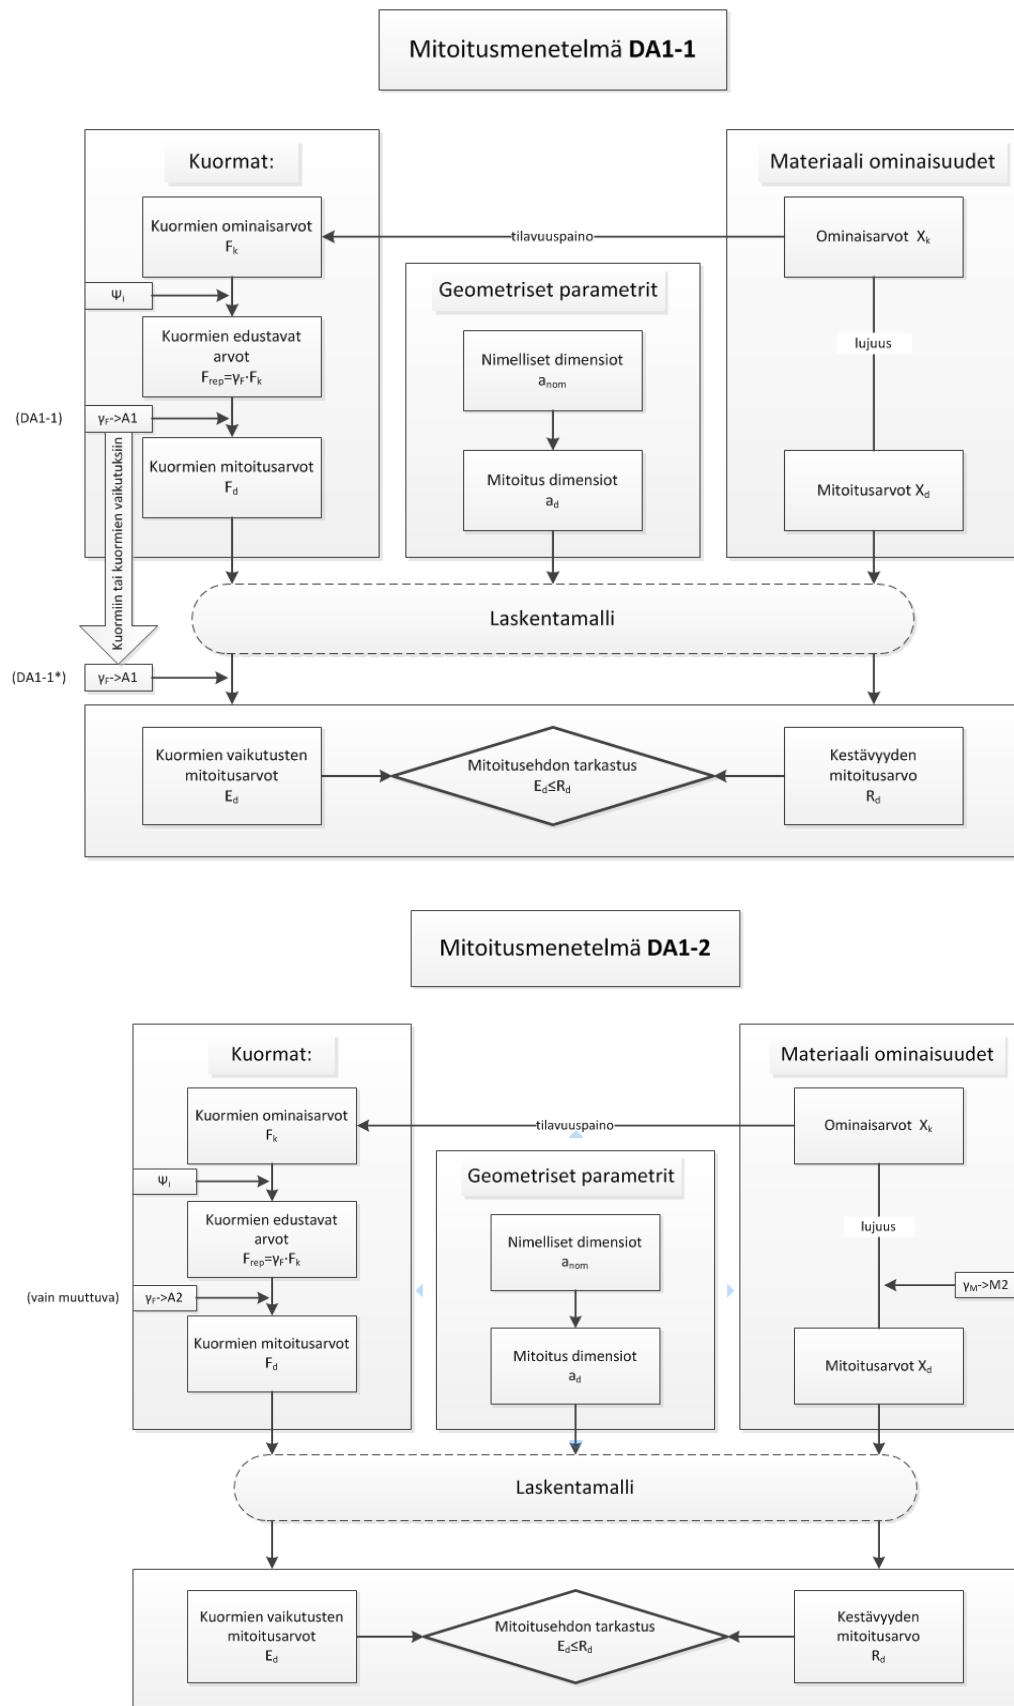 Mitoitusmenetelmä DA1-1
Kuormat:
Materiaali ominaisuudet
Kuormien ominaisarvot
Fk
tilavuuspaino
Ominaisarvot Xk
Ψi
Geometriset parametrit
Kuormien edustavat
arvot
Frep=γF·Fk
Nimelliset dimensiot
anom
lujuus
(DA1-1)
γF->A1
Kuormiin tai kuormien vaikutuksiin
Kuormien mitoitusarvot
Fd
Mitoitus dimensiot
ad
Mitoitusarvot Xd
Laskentamalli
(DA1-1*)
γF->A1
Kuormien vaikutusten
mitoitusarvot
Ed
Mitoitusehdon tarkastus
Ed≤Rd
Kestävyyden
mitoitusarvo
Rd
Mitoitusmenetelmä DA1-2
Kuormat:
Materiaali ominaisuudet
Kuormien ominaisarvot
Fk
tilavuuspaino
Ominaisarvot Xk
Ψi
Geometriset parametrit
Kuormien edustavat
arvot
Frep=γF·Fk
Nimelliset dimensiot
anom
lujuus
(vain muuttuva)
γF->A2
γM->M2
Kuormien mitoitusarvot
Fd
Mitoitus dimensiot
ad
Mitoitusarvot Xd
Laskentamalli
Kuormien vaikutusten
mitoitusarvot
Ed
Mitoitusehdon tarkastus
Ed≤Rd
Kestävyyden
mitoitusarvo
Rd